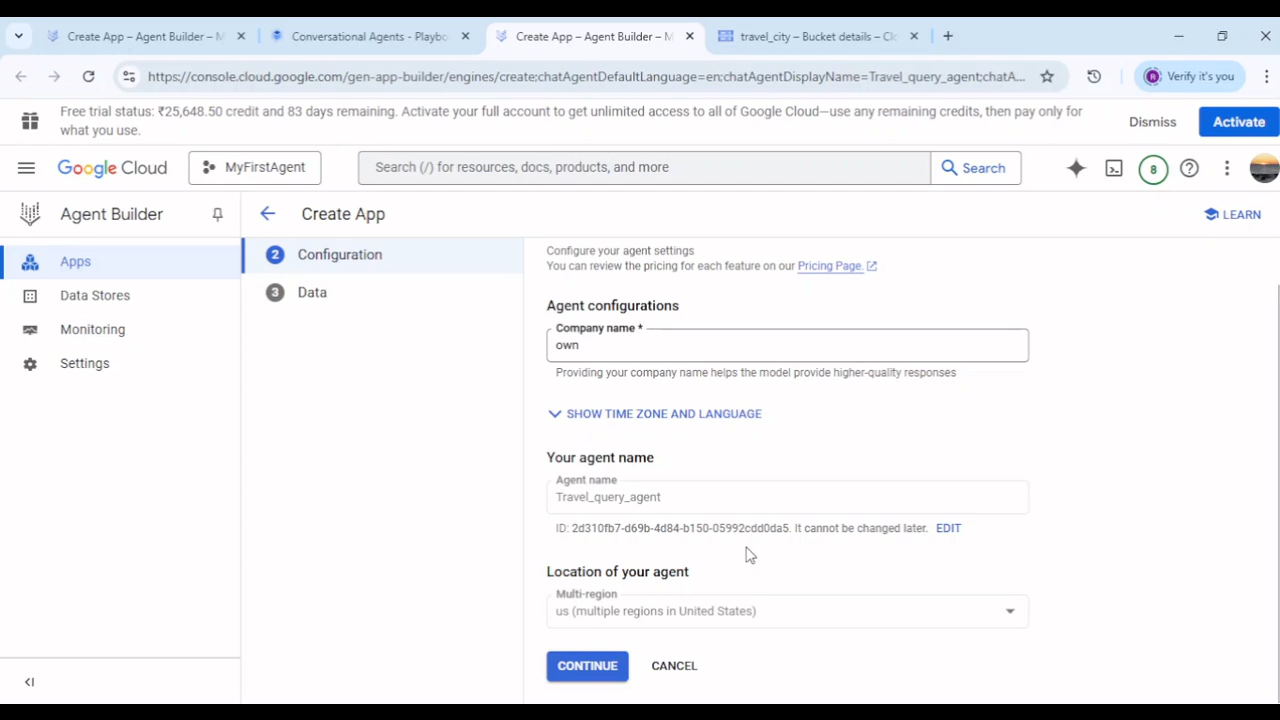 Create App – Agent Builder – M
Conversational Agents - Playbo
Create App – Agent Builder – M
travel_city – Bucket details – Clo
https://console.cloud.google.com/gen-app-builder/engines/create;chatAgentDefaultLanguage=en;chatAgentDisplayName=Travel_query_agent;chatA...
Verify it's you
Free trial status: ₹25,648.50 credit and 83 days remaining. Activate your full account to get unlimited access to all of Google Cloud—use any remaining credits, then pay only for
what you use.
Dismiss
Activate
Google Cloud
MyFirstAgent
Search (/) for resources, docs, products, and more
Search
8
Agent Builder
Create App
LEARN
Apps
Data Stores
Monitoring
Settings
2 Configuration
3 Data
Configure your agent settings
You can review the pricing for each feature on our Pricing Page.
Agent configurations
Company name *
own
Providing your company name helps the model provide higher-quality responses
SHOW TIME ZONE AND LANGUAGE
Your agent name
Agent name
Travel_query_agent
ID: 2d310fb7-d69b-4d84-b150-05992cdd0da5. It cannot be changed later. EDIT
Location of your agent
Multi-region
us (multiple regions in United States)
CONTINUE
CANCEL